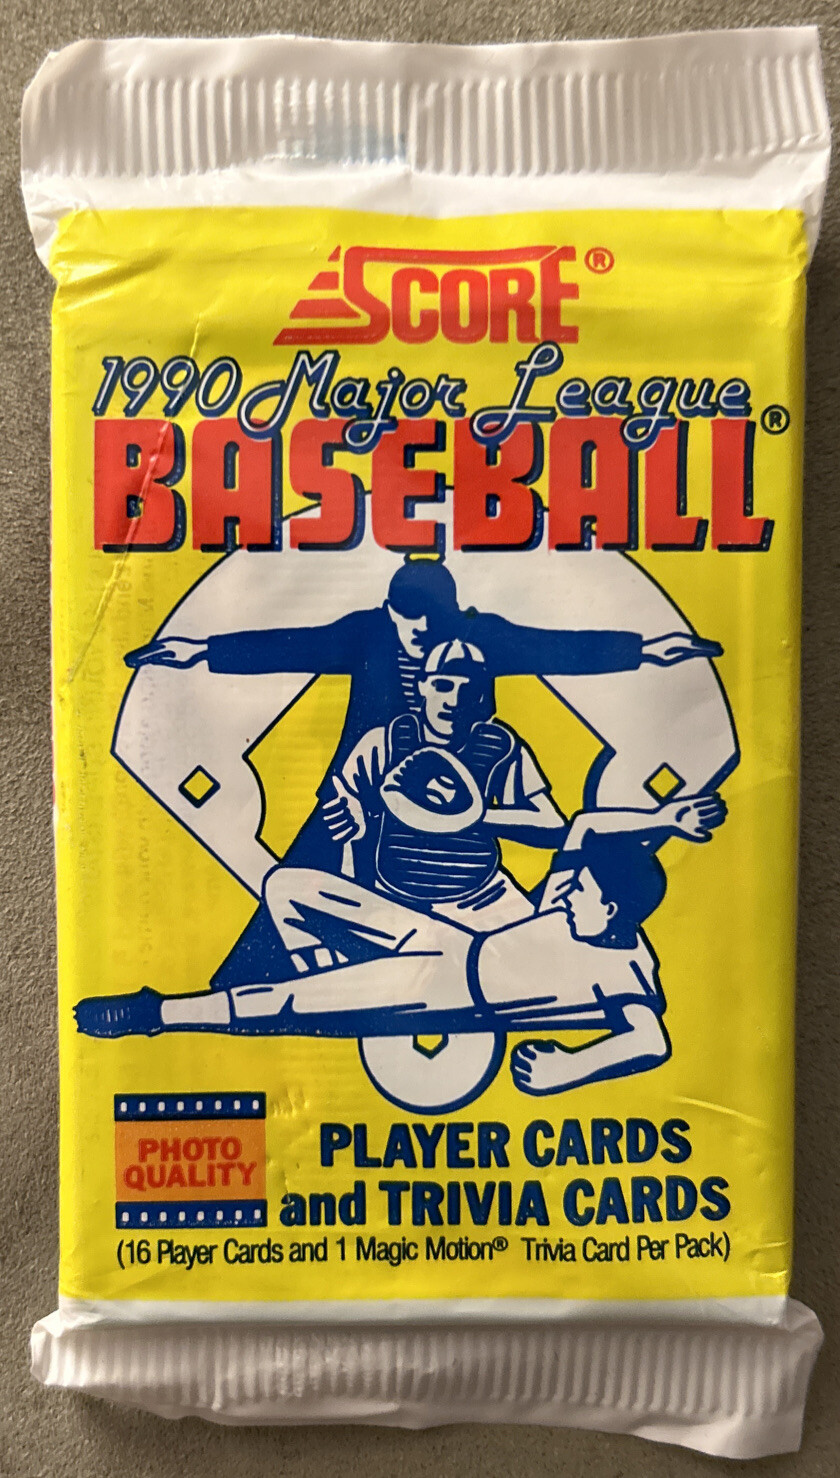 SCORE®
1990 Major League
BASEBALL®
PHOTO
QUALITY
PLAYER CARDS
and TRIVIA CARDS
(16 Player Cards and 1 Magic Motion® Trivia Card Per Pack)